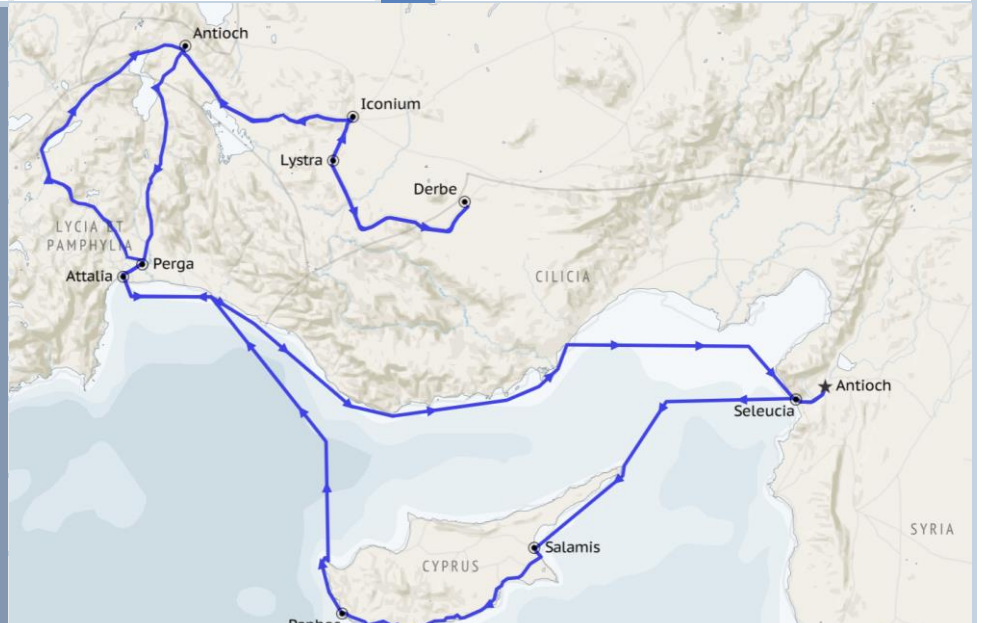 Antioch
Iconium
Lystra
Derbe
LYCIA ET
PAMPHYLIA
Perga
Attalia
CILICIA
Antioch
Seleucia
SYRIA
Salamis
CYPRUS